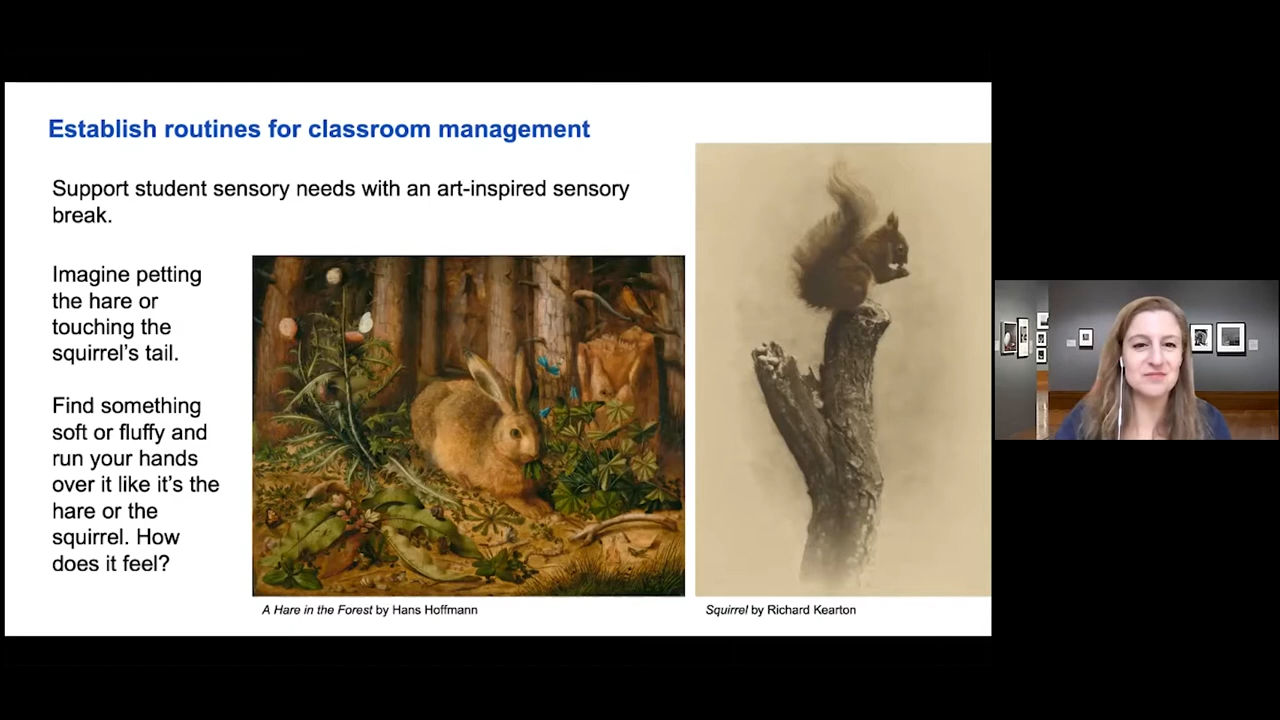 Establish routines for classroom management
Support student sensory needs with an art-inspired sensory
break.
Imagine petting
the hare or
touching the
squirrel's tail.
Find something
soft or fluffy and
run your hands
over it like it's the
hare or the
squirrel. How
does it feel?
A Hare in the Forest by Hans Hoffmann
Squirrel by Richard Kearton